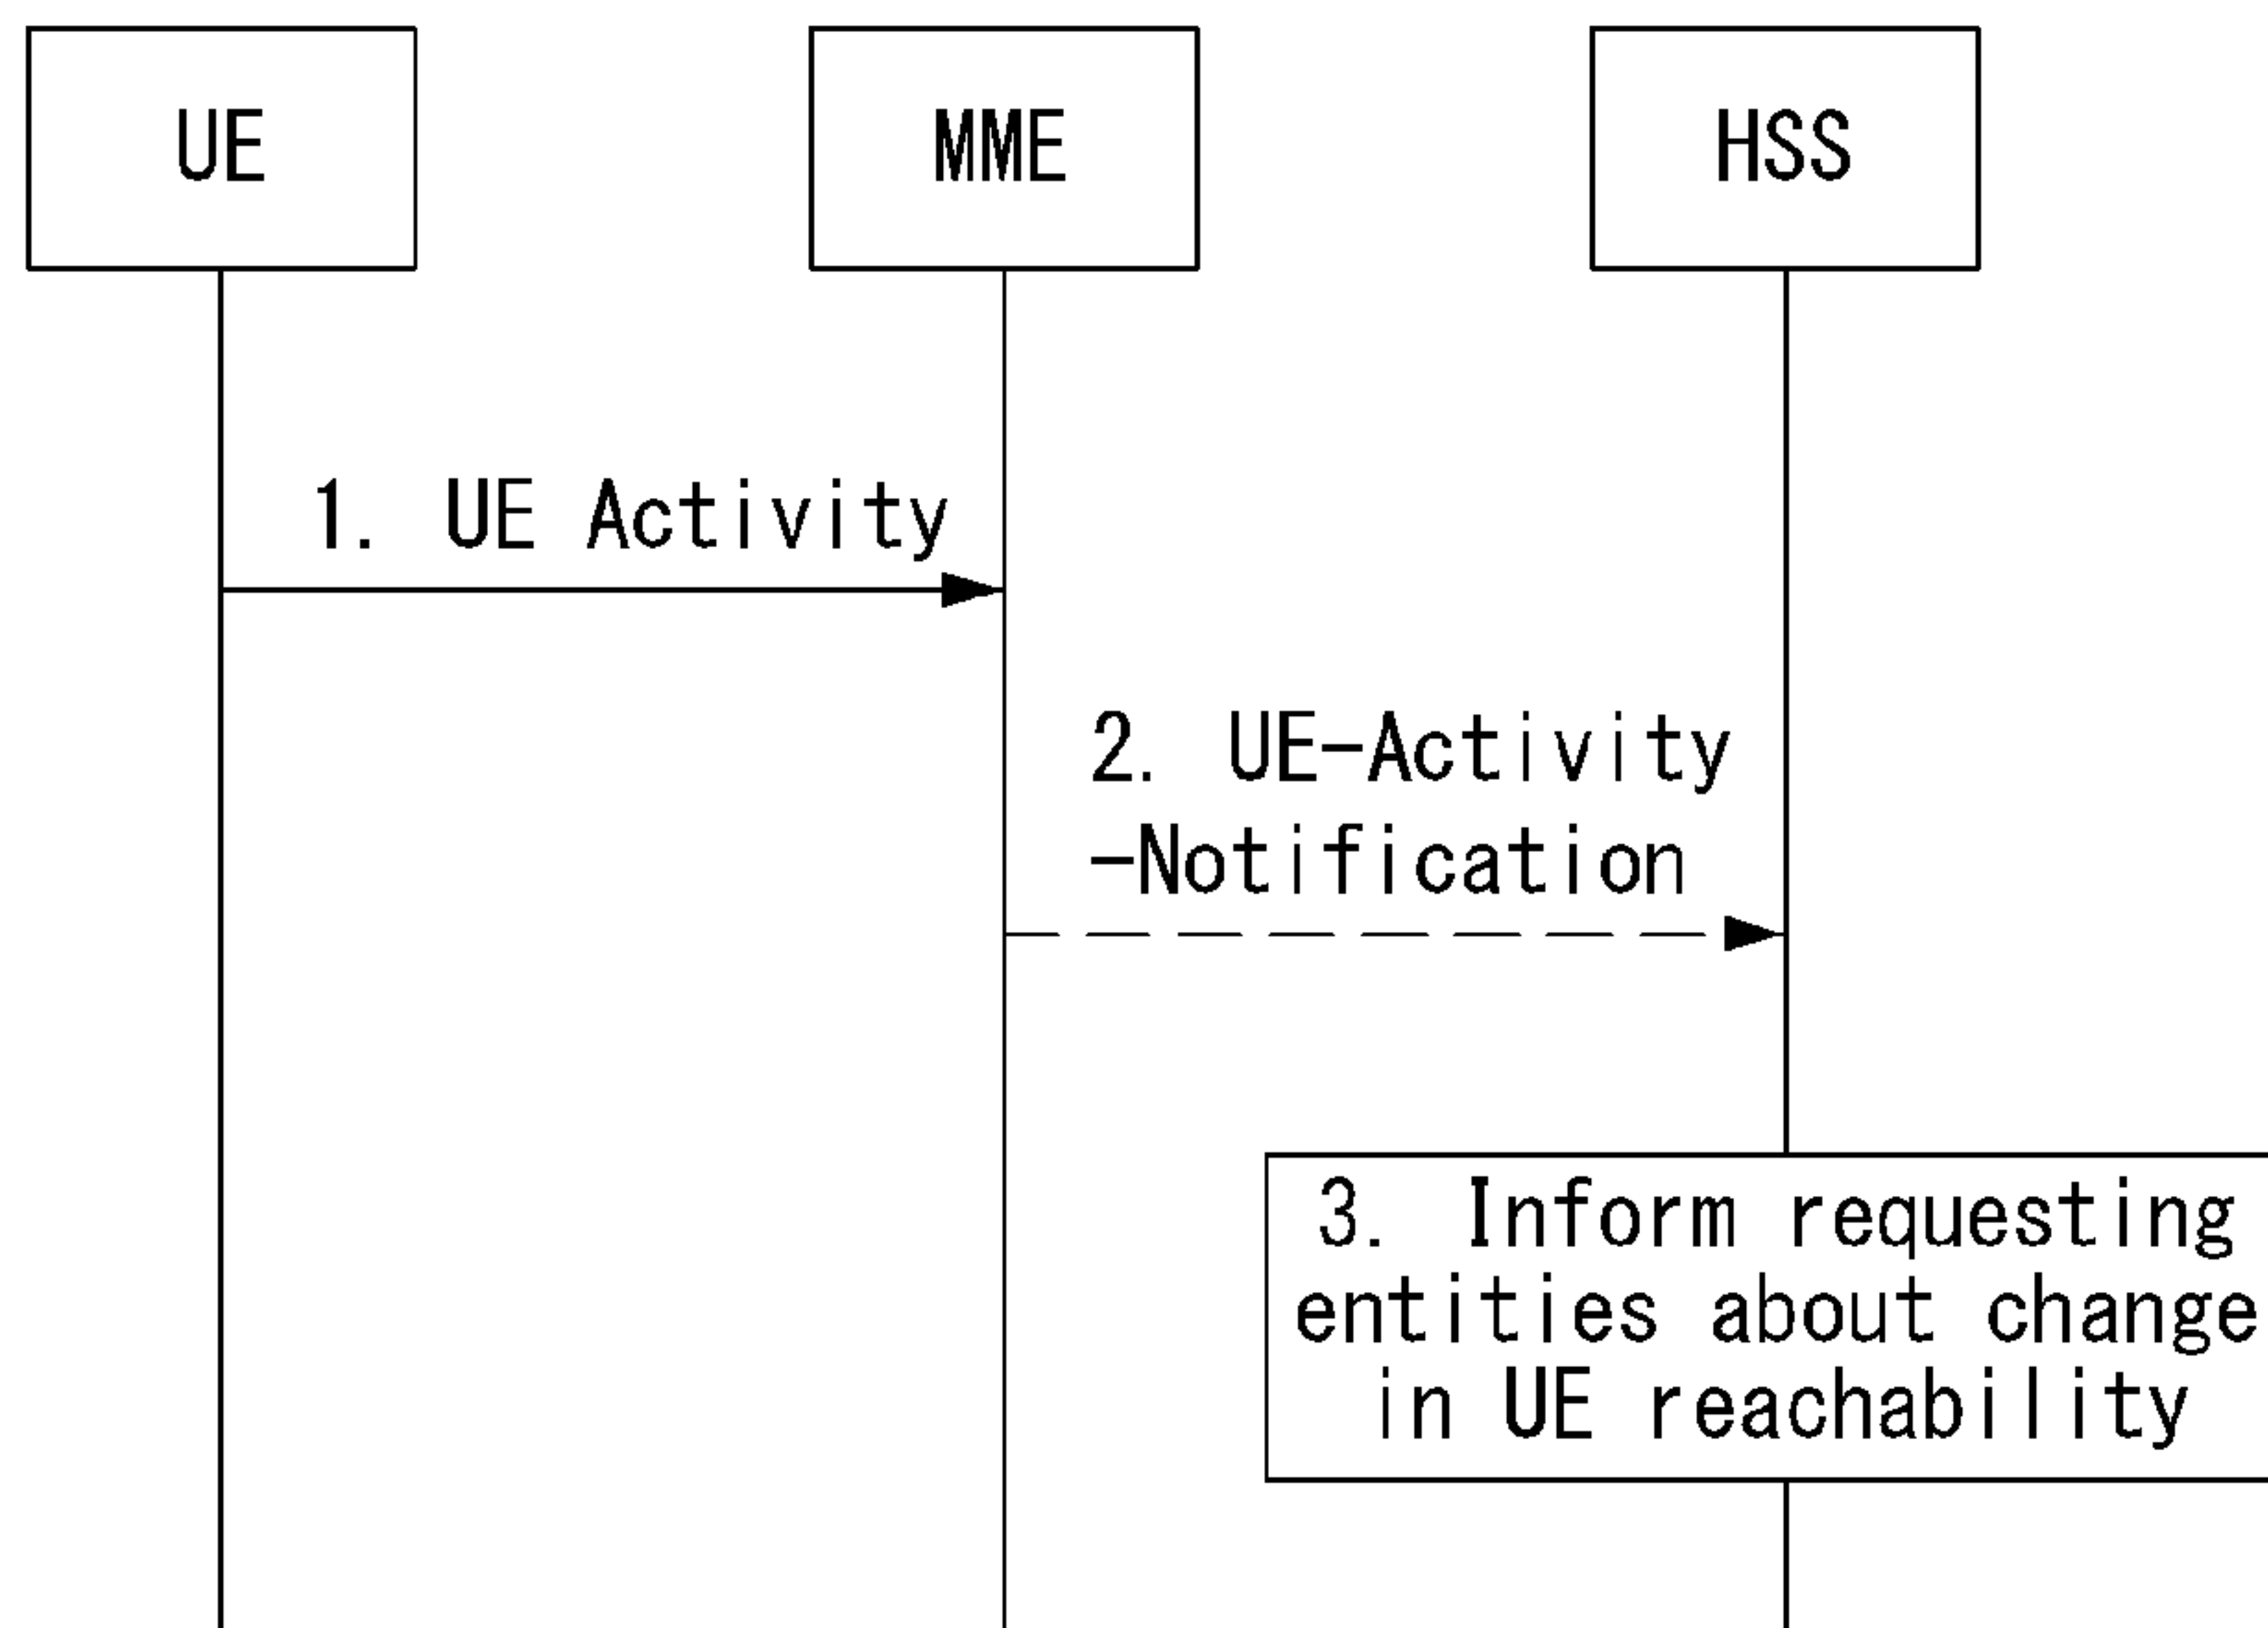 UE
MME
HSS
1. UE Activity
2. UE-Activity
-Notification
3. Inform requesting
entities about change
in UE reachability